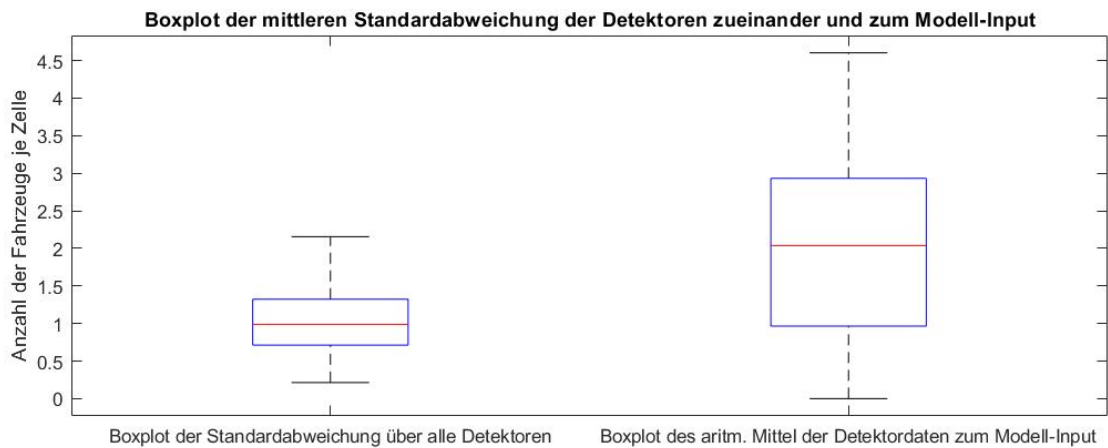 Boxplot der mittleren Standardabweichung der Detektoren zueinander und zum Modell-Input
Anzahl der Fahrzeuge je Zelle
4.5
4
3.5
3
2.5
2
1.5
1
0.5
0
Boxplot der Standardabweichung über alle Detektoren
Boxplot des aritm. Mittel der Detektordaten zum Modell-Input